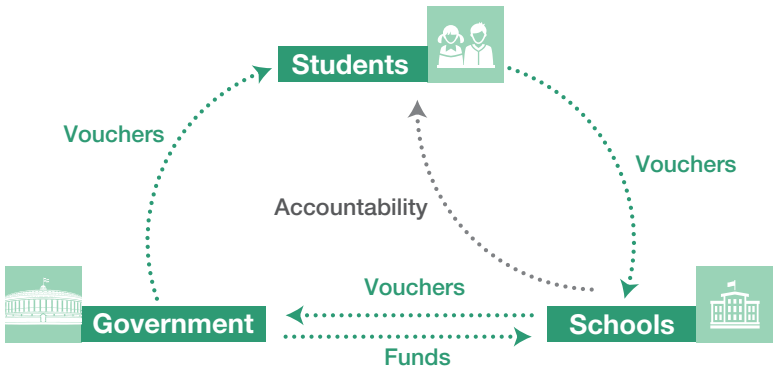 Students
Vouchers
Vouchers
Accountability
Vouchers
Government
Schools
Funds